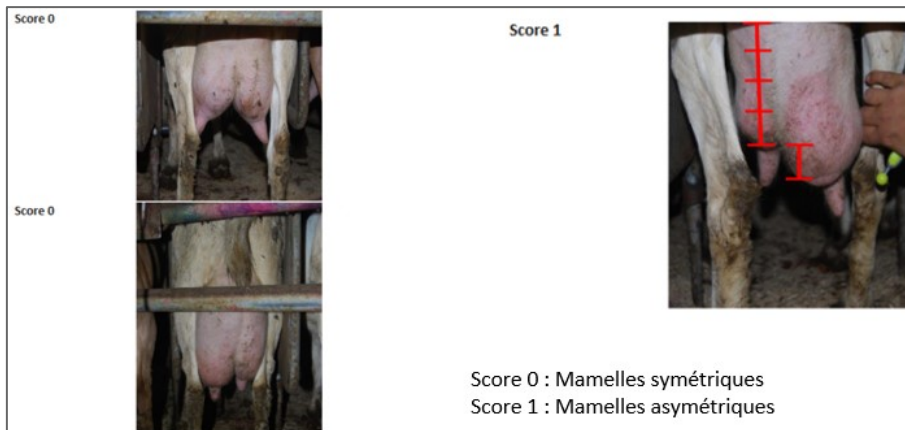 Score 0
Score 1
Score 0
Score 0 : Mamelles symétriques
Score 1 : Mamelles asymétriques